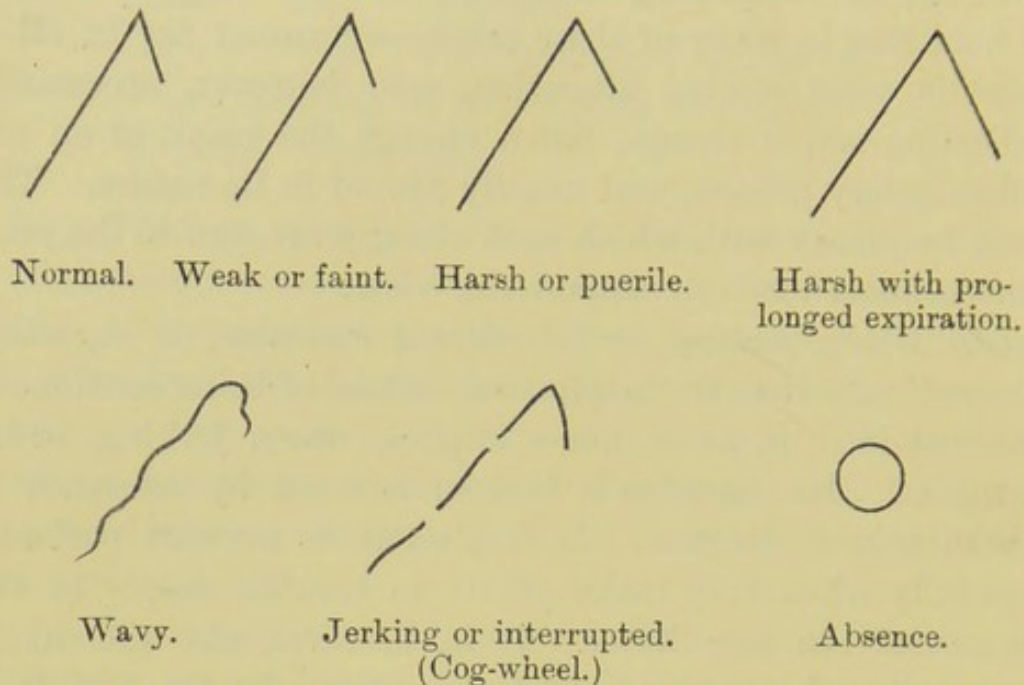 Normal. Weak or faint. Harsh or puerile. Harsh with pro-
longed expiration.
Wavy. Jerking or interrupted. Absence.
(Cog-wheel.)